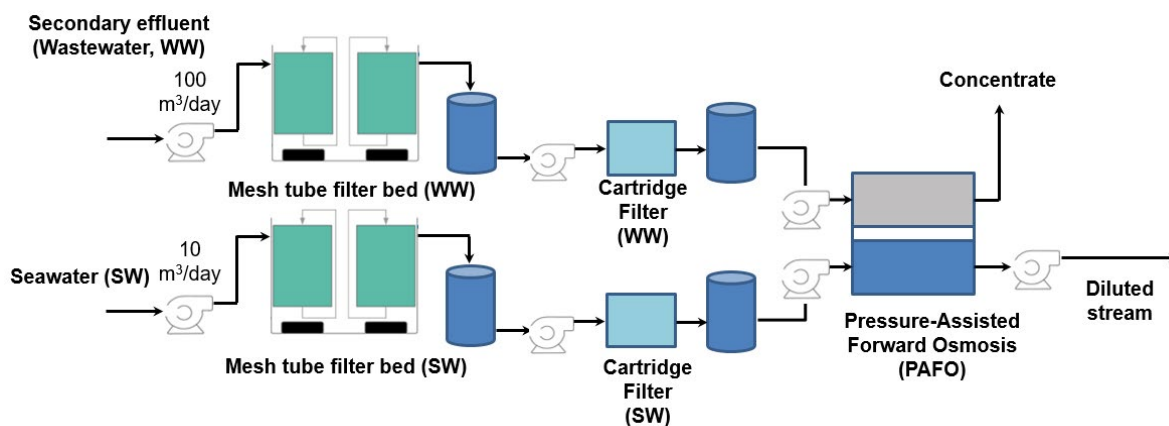 Secondary effluent
(Wastewater, WW)
100
m³/day
Mesh tube filter bed (WW)
Cartridge
Filter
(WW)
Concentrate
Seawater (SW)
10
m³/day
Mesh tube filter bed (SW)
Cartridge
Filter
(SW)
Pressure-Assisted
Forward Osmosis
(PAFO)
Diluted
stream